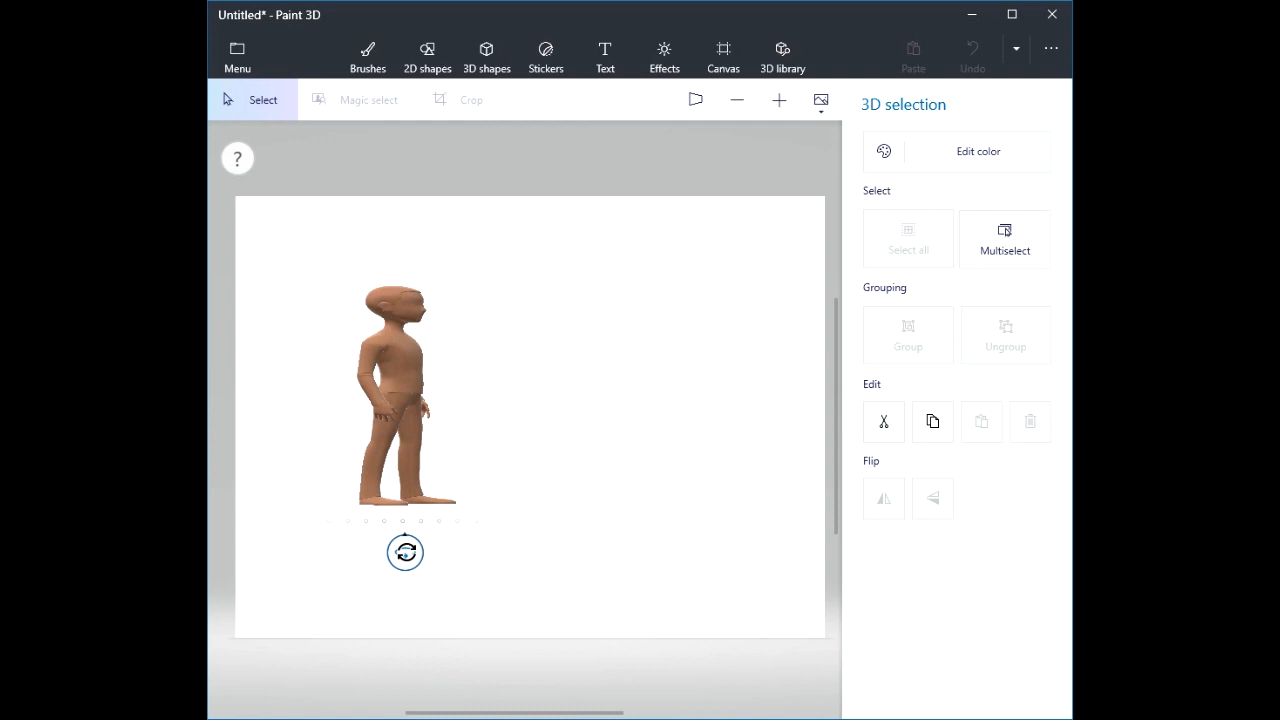 Untitled* - Paint 3D
Menu
Brushes
2D shapes
3D shapes
Stickers
Text
Effects
Canvas
3D library
Paste
Undo
Select
Magic select
Crop
?
3D selection
Edit color
Select
Select all
Multiselect
Grouping
Group
Ungroup
Edit
Flip